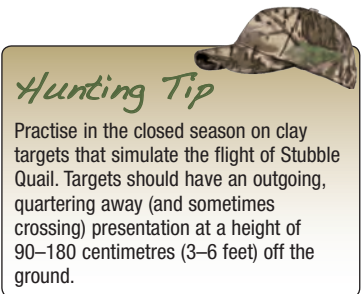 Hunting Tip
Practise in the closed season on clay
targets that simulate the flight of Stubble
Quail. Targets should have an outgoing,
quartering away (and sometimes
crossing) presentation at a height of
90–180 centimetres (3–6 feet) off the
ground.